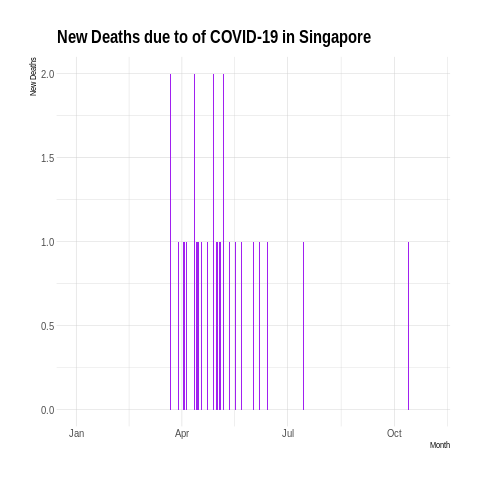 New Deaths due to of COVID-19 in Singapore
New Deaths
2.0
1.5
1.0
0.5
0.0
Jan Apr Jul Oct
Month